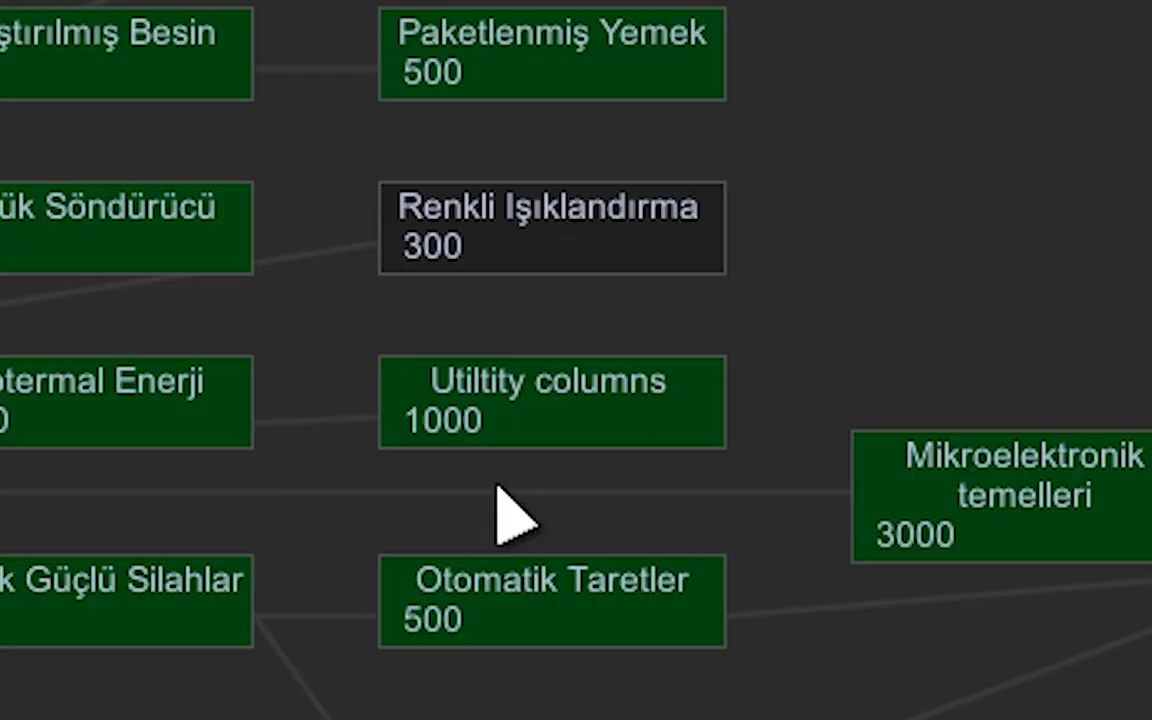 ştırılmış Besin
Paketlenmiş Yemek
500
ük Söndürücü
Renkli Işıklandırma
300
otermal Enerji
0
Utiltity columns
1000
Mikroelektronik
temelleri
3000
k Güçlü Silahlar
Otomatik Taretler
500